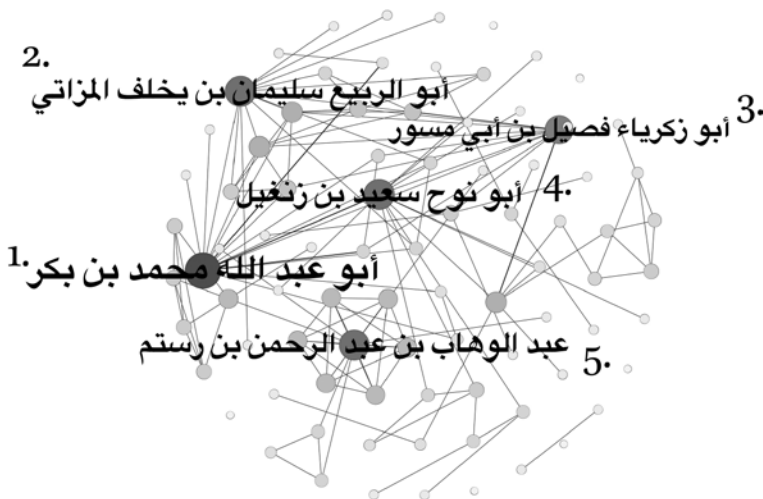 2.
أبو الربيع سليمان بن يخلف المزاتي
3.
أبو زكرياء فصيل بن أبي مسور
4. أبو نوح سعيد بن زنغيل
1. أبو عبد الله محمد بن بكر
5. عبد الوهاب بن عبد الرحمن بن رستم